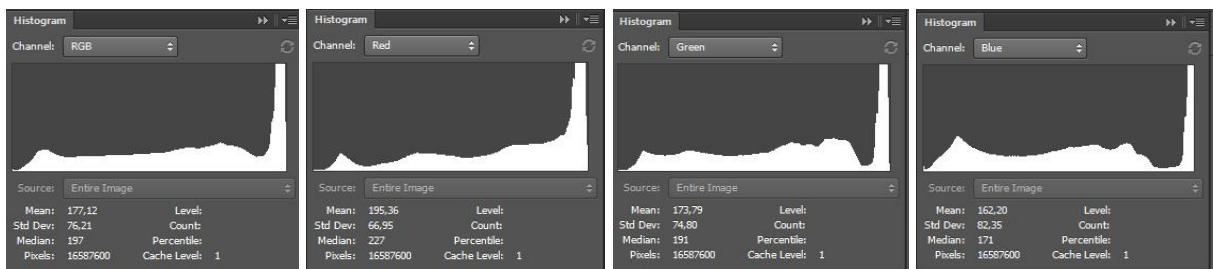 Histogram
Channel: RGB
Source: Entire Image
Mean: 177,12 Level:
Std Dev: 76,21 Count:
Median: 197 Percentile:
Pixels: 16587600 Cache Level: 1
Histogram
Channel: Red
Source: Entire Image
Mean: 195,36 Level:
Std Dev: 66,95 Count:
Median: 227 Percentile:
Pixels: 16587600 Cache Level: 1
Histogram
Channel: Green
Source: Entire Image
Mean: 173,79 Level:
Std Dev: 74,80 Count:
Median: 191 Percentile:
Pixels: 16587600 Cache Level: 1
Histogram
Channel: Blue
Source: Entire Image
Mean: 162,20 Level:
Std Dev: 82,35 Count:
Median: 171 Percentile:
Pixels: 16587600 Cache Level: 1